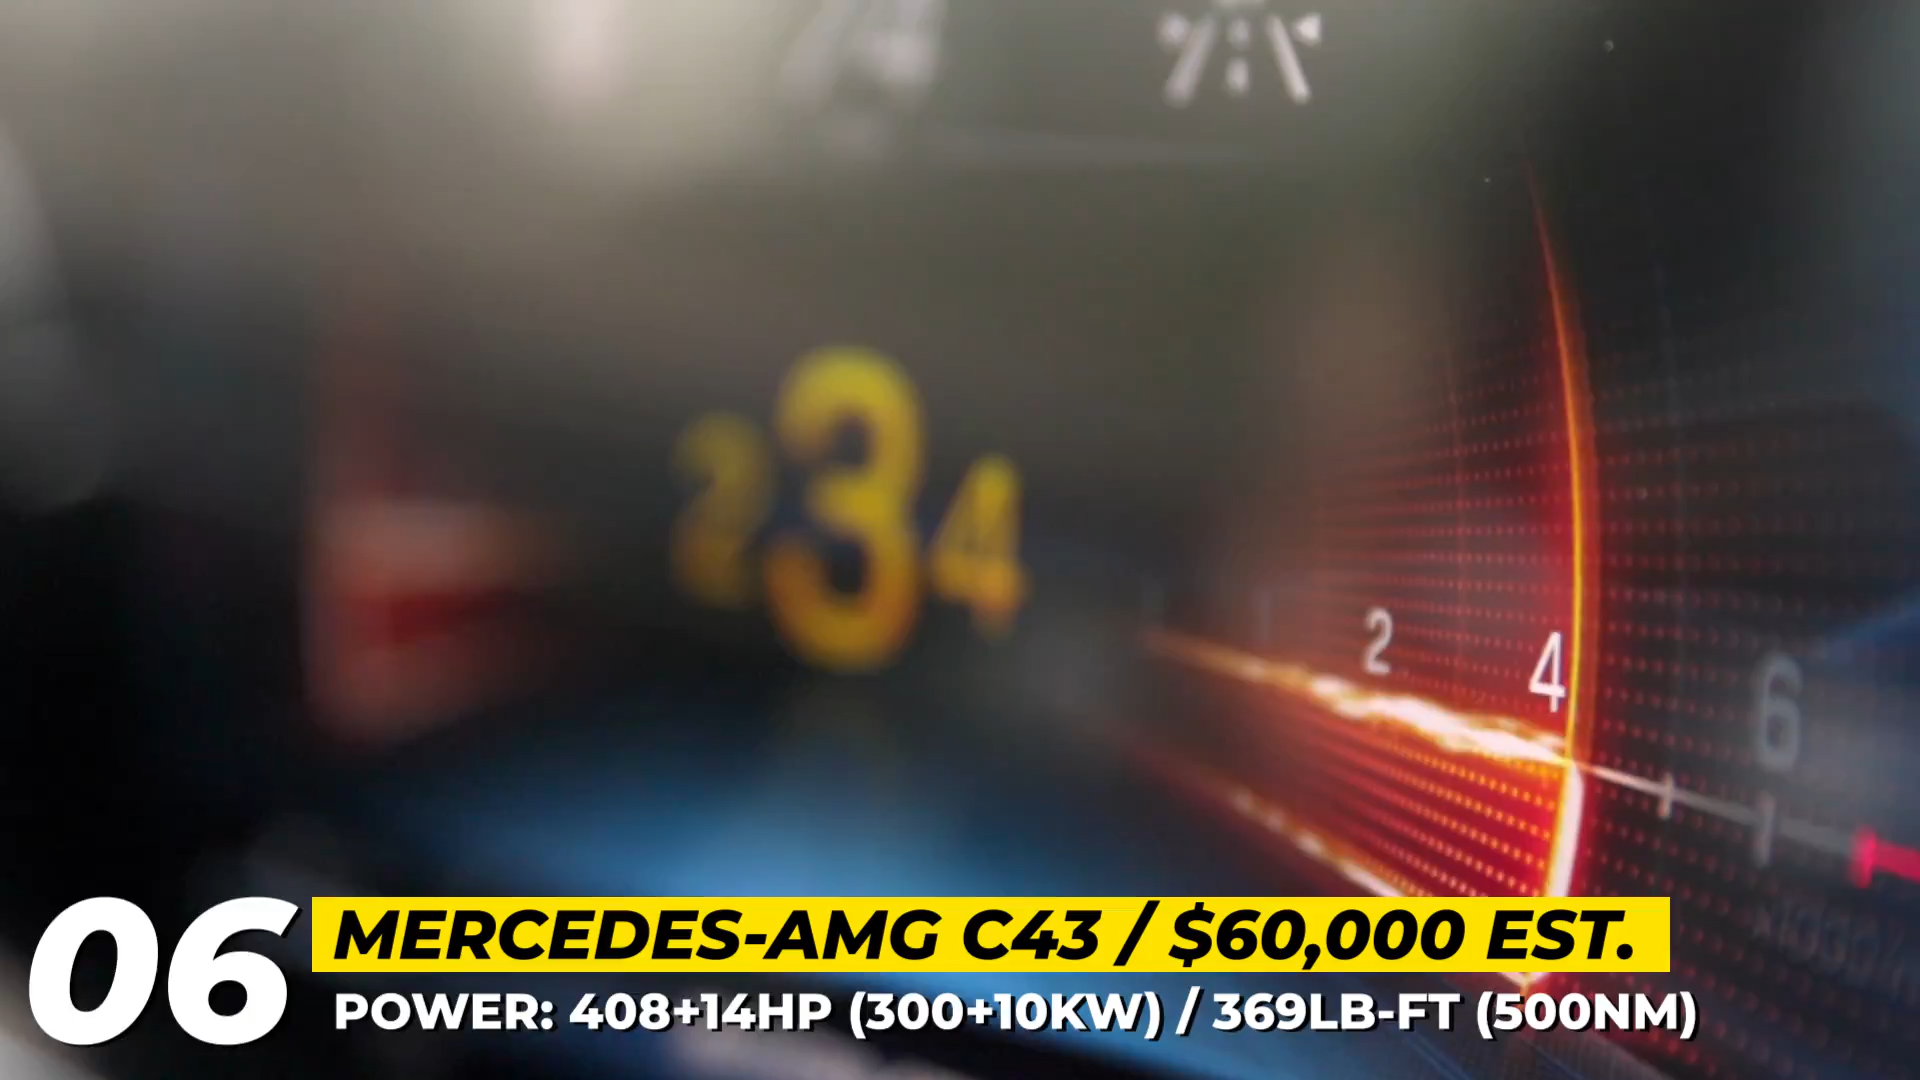 2 3 4
2 4 6
06
MERCEDES-AMG C43 / $60,000 EST.
POWER: 408+14HP (300+10KW) / 369LB-FT (500NM)